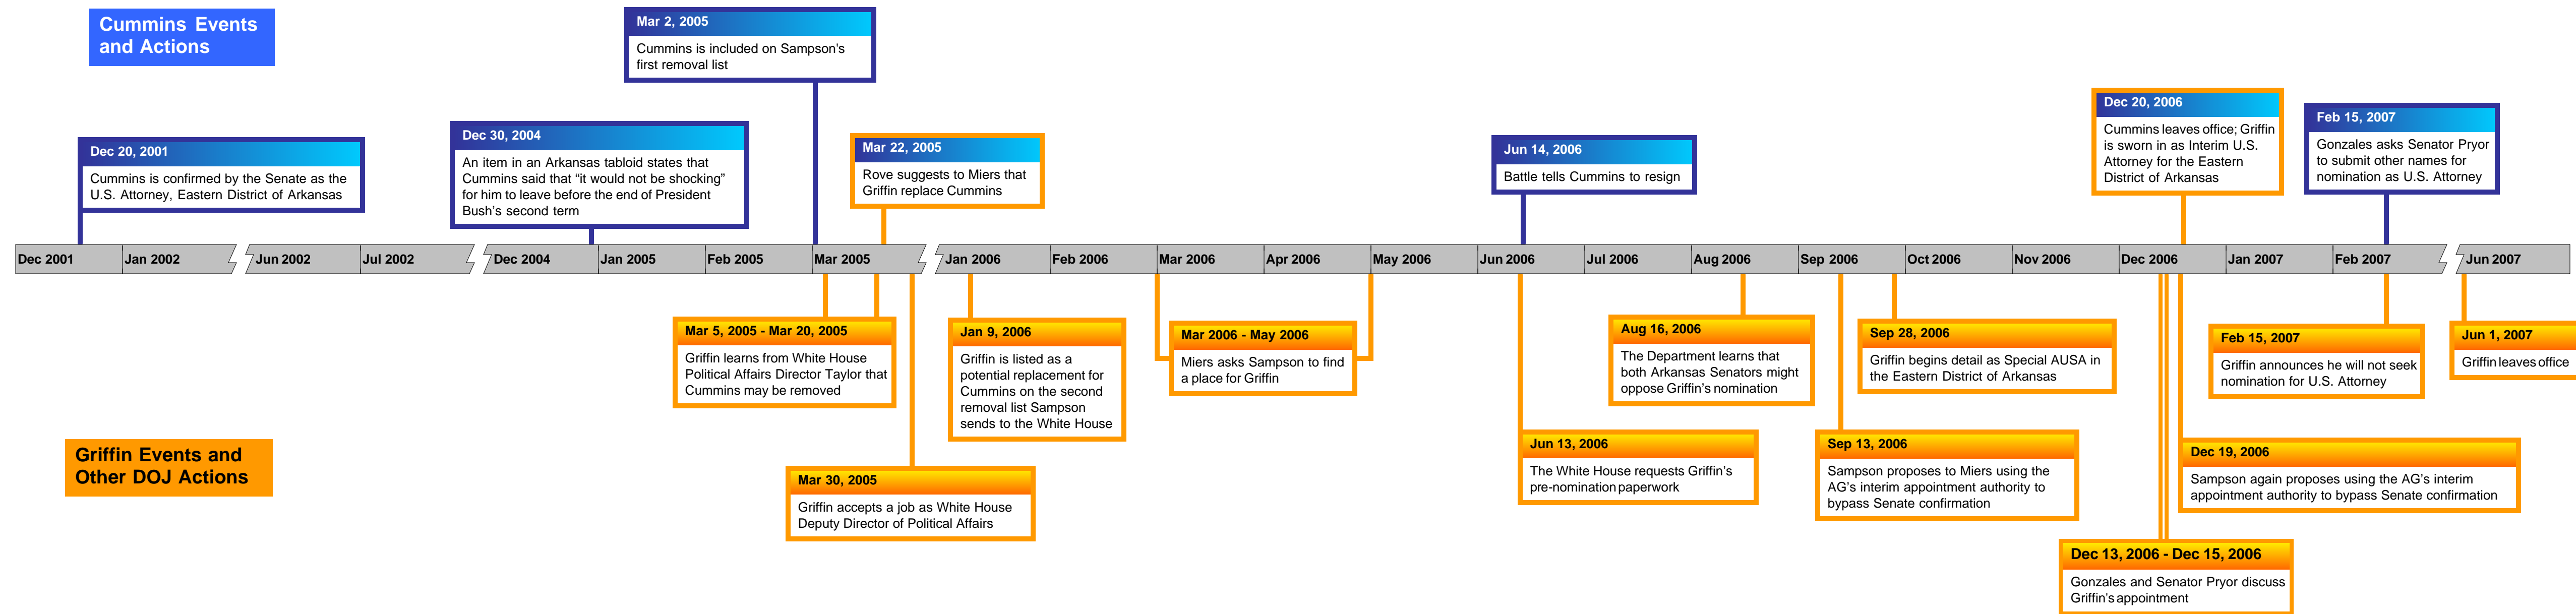 Cummins Events
and Actions
Mar 2, 2005
Cummins is included on Sampson's
first removal list
Dec 20, 2001
Cummins is confirmed by the Senate as the
U.S. Attorney, Eastern District of Arkansas
Dec 30, 2004
An item in an Arkansas tabloid states that
Cummins said that “it would not be shocking”
for him to leave before the end of President
Bush's second term
Mar 22, 2005
Rove suggests to Miers that
Griffin replace Cummins
Jun 14, 2006
Battle tells Cummins to resign
Dec 20, 2006
Cummins leaves office; Griffin
is sworn in as Interim U.S.
Attorney for the Eastern
District of Arkansas
Feb 15, 2007
Gonzales asks Senator Pryor
to submit other names for
nomination as U.S. Attorney
Dec 2001 Jan 2002 Jun 2002 Jul 2002 Dec 2004 Jan 2005 Feb 2005 Mar 2005 Jan 2006 Feb 2006 Mar 2006 Apr 2006 May 2006 Jun 2006 Jul 2006 Aug 2006 Sep 2006 Oct 2006 Nov 2006 Dec 2006 Jan 2007 Feb 2007 Jun 2007
Mar 5, 2005 - Mar 20, 2005
Griffin learns from White House
Political Affairs Director Taylor that
Cummins may be removed
Jan 9, 2006
Griffin is listed as a
potential replacement for
Cummins on the second
removal list Sampson
sends to the White House
Mar 2006 - May 2006
Miers asks Sampson to find
a place for Griffin
Aug 16, 2006
The Department learns that
both Arkansas Senators might
oppose Griffin's nomination
Sep 28, 2006
Griffin begins detail as Special AUSA in
the Eastern District of Arkansas
Feb 15, 2007
Griffin announces he will not seek
nomination for U.S. Attorney
Jun 1, 2007
Griffin leaves office
Griffin Events and
Other DOJ Actions
Mar 30, 2005
Griffin accepts a job as White House
Deputy Director of Political Affairs
Jun 13, 2006
The White House requests Griffin's
pre-nomination paperwork
Sep 13, 2006
Sampson proposes to Miers using the
AG's interim appointment authority to
bypass Senate confirmation
Dec 19, 2006
Sampson again proposes using the AG's interim
appointment authority to bypass Senate confirmation
Dec 13, 2006 - Dec 15, 2006
Gonzales and Senator Pryor discuss
Griffin's appointment